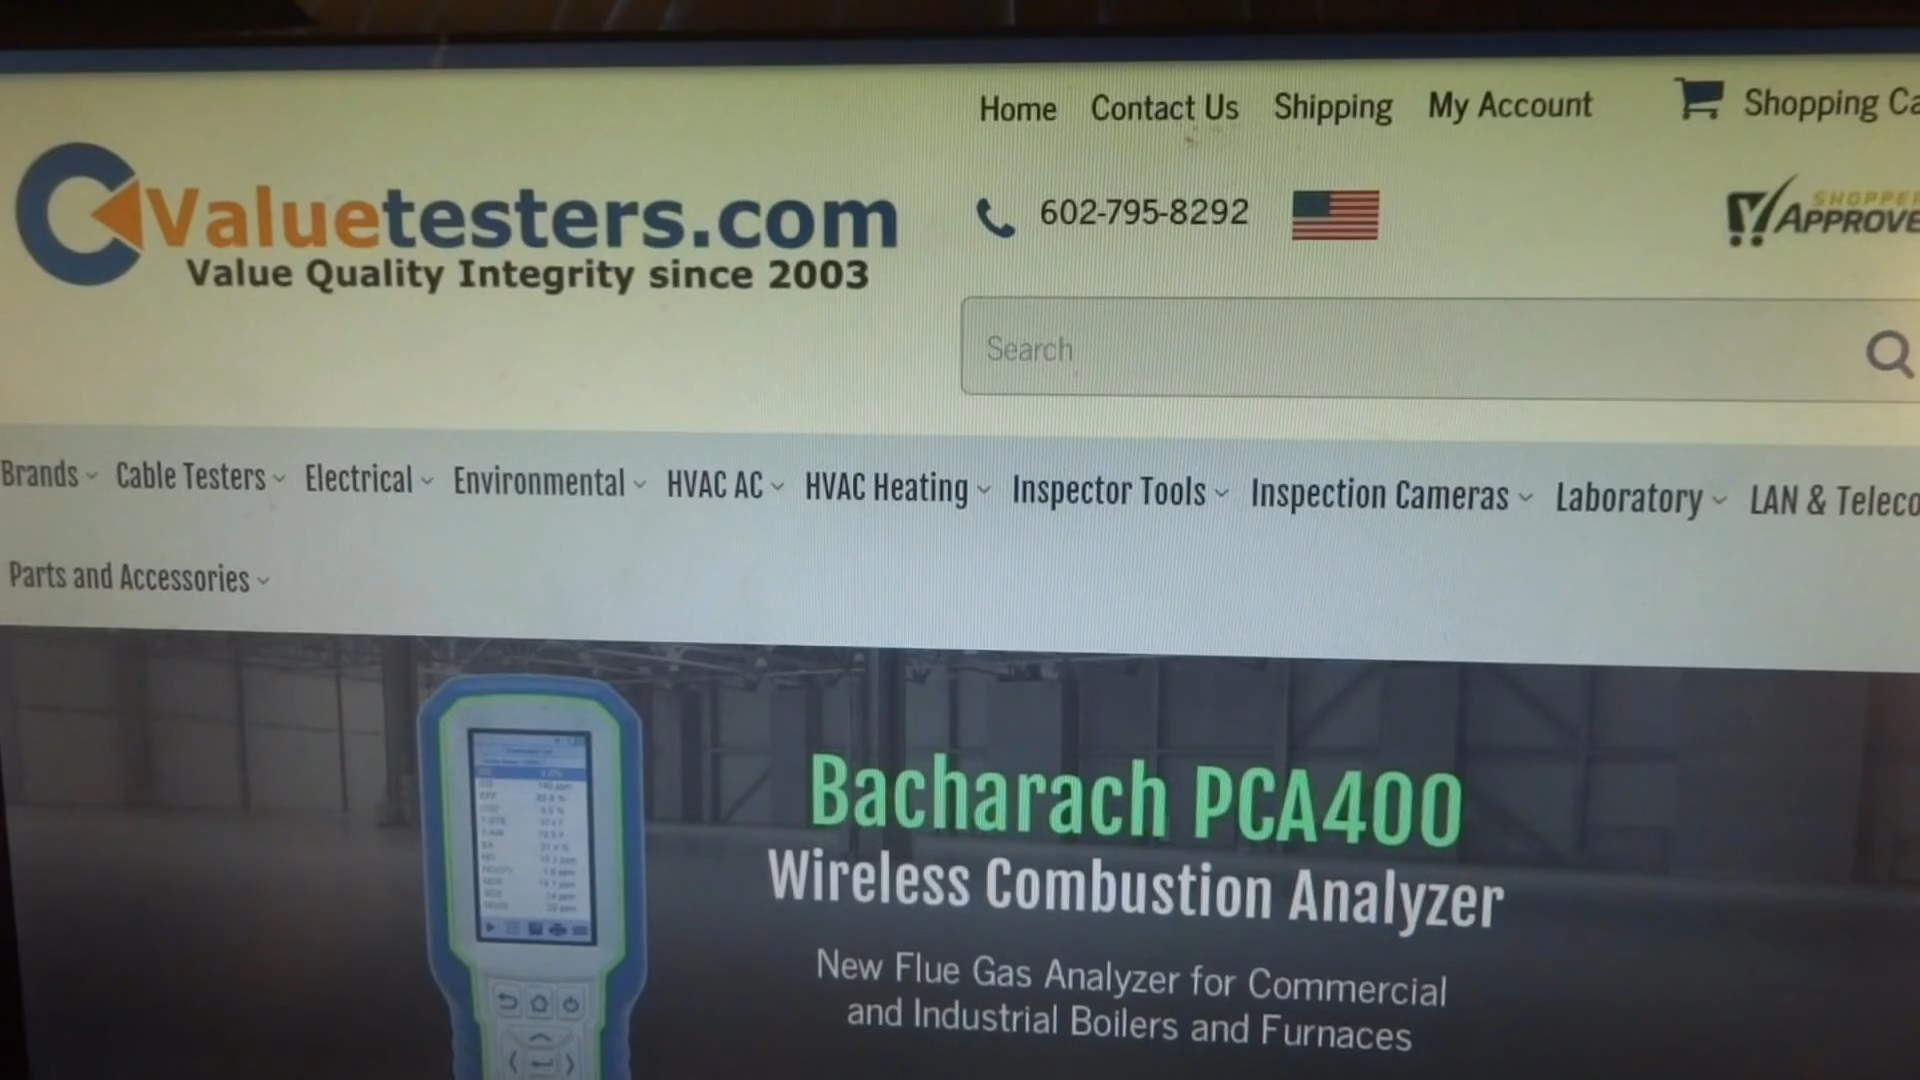 Home Contact Us Shipping My Account Shopping
Valuetesters.com
Value Quality Integrity since 2003
602-795-8292
SHOPPER
APPROVE
Search
Brands Cable Testers Electrical Environmental HVAC AC HVAC Heating Inspector Tools Inspection Cameras Laboratory LAN &
Parts and Accessories
Bacharach PCA400
Wireless Combustion Analyzer
New Flue Gas Analyzer for Commercial
and Industrial Boilers and Furnaces